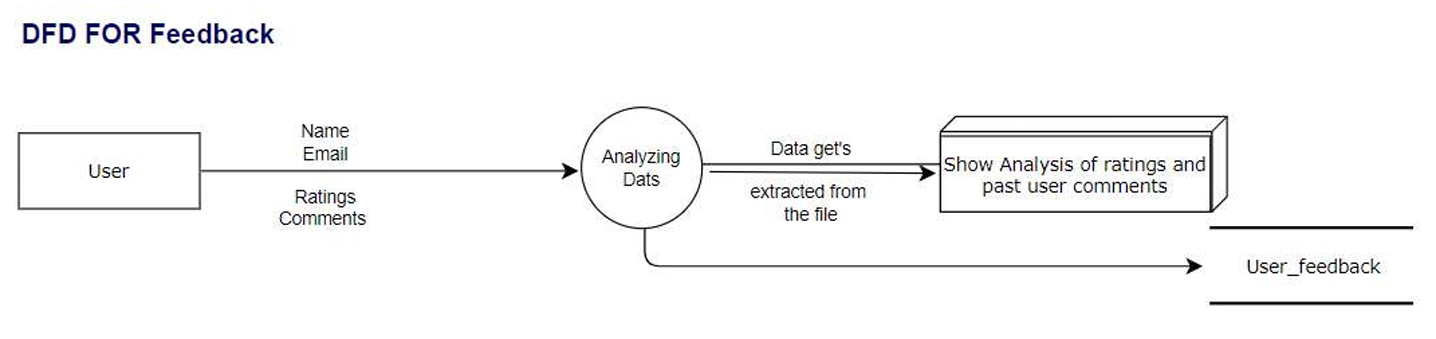 DFD FOR Feedback
User
Name
Email
Ratings
Comments
Analyzing
Dats
Data get's
extracted from
the file
Show Analysis of ratings and
past user comments
User_feedback